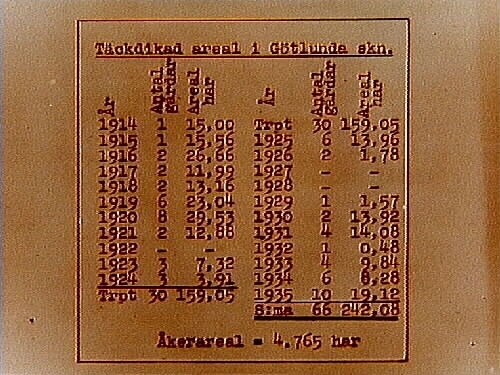 Täckdikad areal i Götlunda skn.
År Antal gårdar Areal har År Antal gårdar Areal har
1914 1 15,00 Trpt 30 159,05
1915 1 15,56 1925 6 13,96
1916 2 26,66 1926 2 1,78
1917 2 11,99 1927 - -
1918 2 13,16 1928 - -
1919 6 23,04 1929 1 1,57
1920 8 29,53 1930 2 13,92
1921 2 12,88 1931 4 14,08
1922 - - 1932 1 0,48
1923 3 7,32 1933 4 9,84
1924 3 3,91 1934 6 8,28
Trpt 30 159,05 1935 10 19,12
S:ma 66 242,08
Åkerareal = 4.765 har